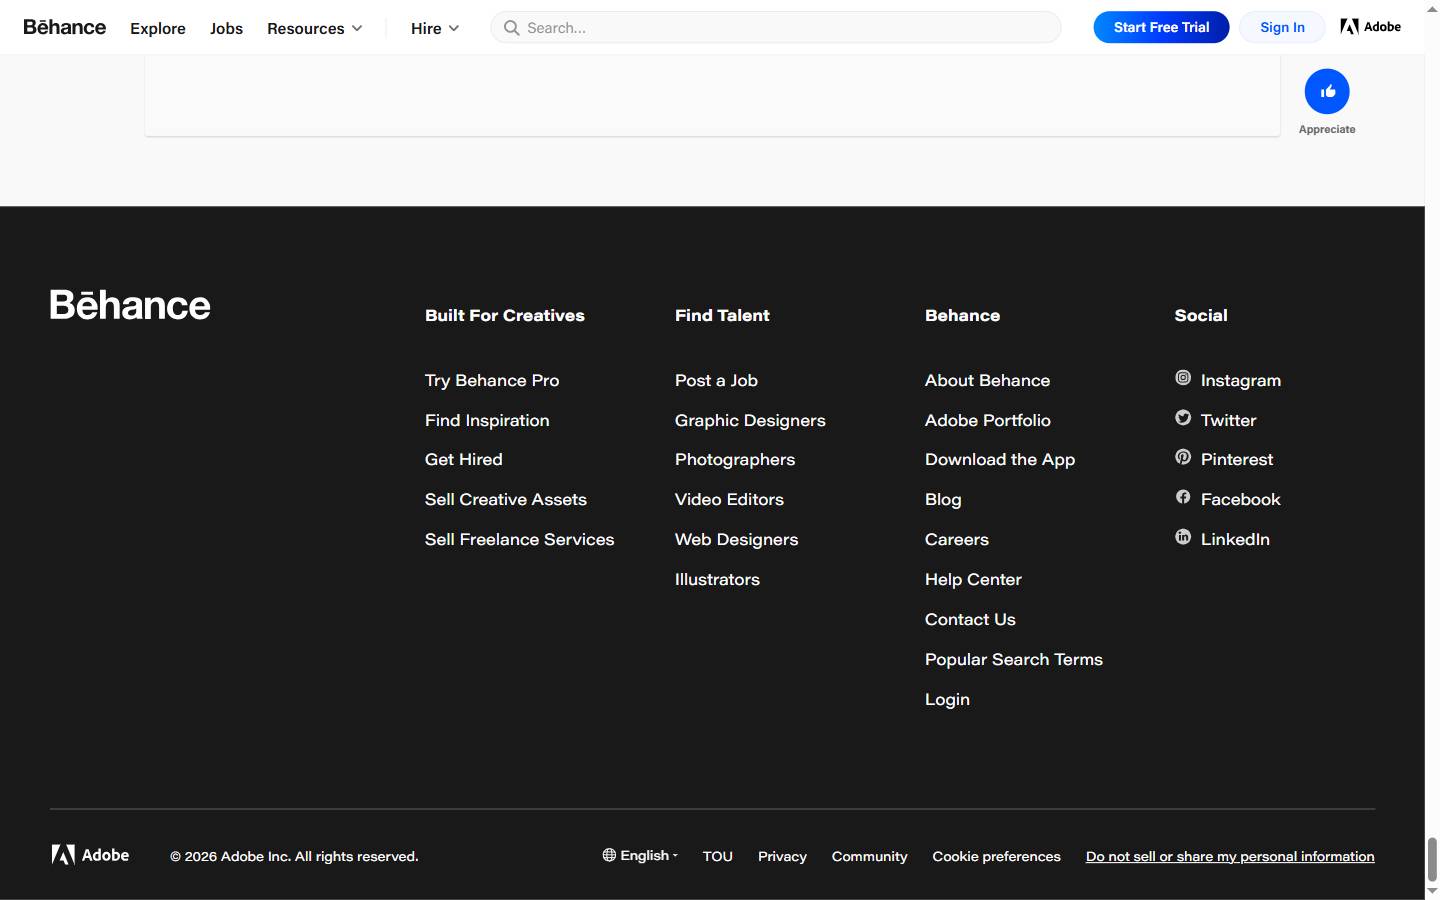 Bēhance
Explore
Jobs
Resources
Hire
Search...
Start Free Trial
Sign In
Adobe
Appreciate
Bēhance
Built For Creatives
Try Behance Pro
Find Inspiration
Get Hired
Sell Creative Assets
Sell Freelance Services
Find Talent
Post a Job
Graphic Designers
Photographers
Video Editors
Web Designers
Illustrators
Behance
About Behance
Adobe Portfolio
Download the App
Blog
Careers
Help Center
Contact Us
Popular Search Terms
Login
Social
Instagram
Twitter
Pinterest
Facebook
LinkedIn
Adobe
© 2026 Adobe Inc. All rights reserved.
English
TOU
Privacy
Community
Cookie preferences
Do not sell or share my personal information